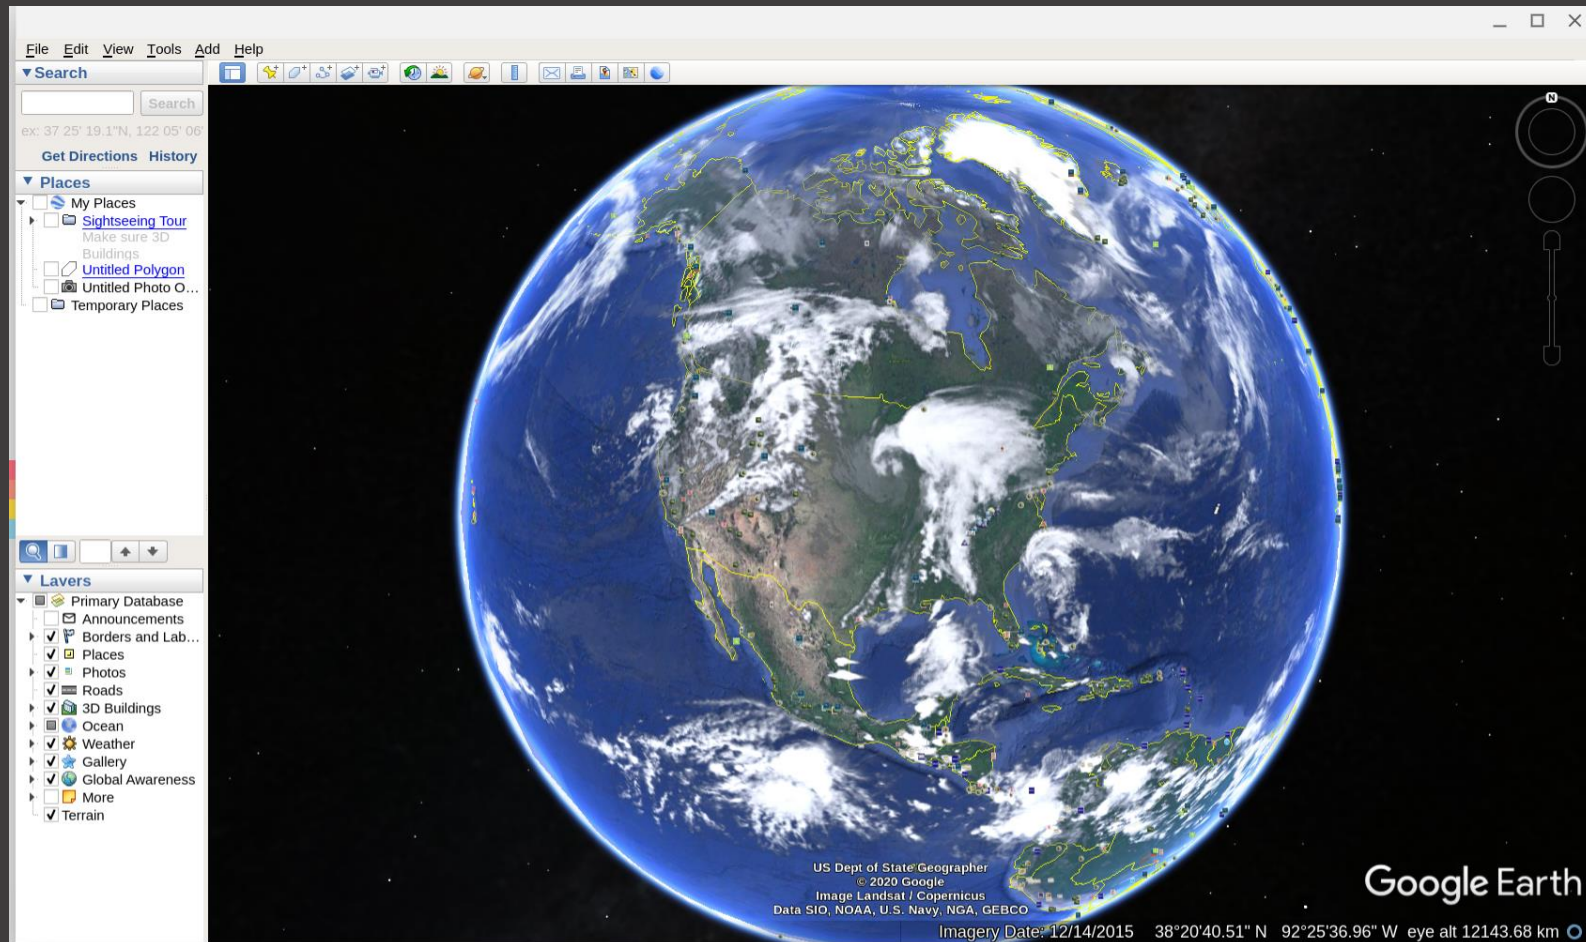 File Edit View Tools Add Help
Search
Search
ex: 37 25' 19.1"N, 122 05' 06'
Get Directions History
Places
My Places
Sightseeing Tour
Make sure 3D
Buildings
Untitled Polygon
Untitled Photo O...
Temporary Places
Layers
Primary Database
Announcements
Borders and Lab...
Places
Photos
Roads
3D Buildings
Ocean
Weather
Gallery
Global Awareness
More
Terrain
N
US Dept of State Geographer
© 2020 Google
Image Landsat / Copernicus
Data SIO, NOAA, U.S. Navy, NGA, GEBCO
Google Earth
Imagery Date: 12/14/2015 38°20'40.51" N 92°25'36.96" W eye alt 12143.68 km